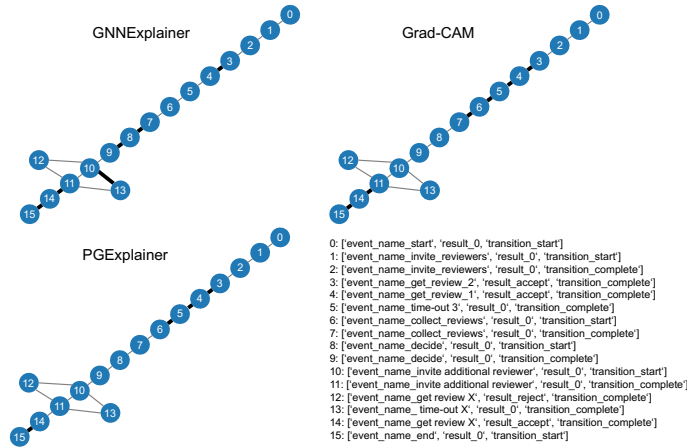 GNNExplainer
0
1
2
3
4
5
6
7
8
9
10
11
12
13
14
15
Grad-CAM
0
1
2
3
4
5
6
7
8
9
10
11
12
13
14
15
PGExplainer
0
1
2
3
4
5
6
7
8
9
10
11
12
13
14
15
0: ['event_name_start', 'result_0, 'transition_start']
1: ['event_name_invite_reviewers', 'result_0', 'transition_start']
2: ['event_name_invite_reviewers', 'result_0', 'transition_complete']
3: ['event_name_get_review_2', 'result_accept', 'transition_complete']
4: ['event_name_get_review_1', 'result_accept', 'transition_complete']
5: ['event_name_time-out 3', 'result_0', 'transition_complete']
6: ['event_name_collect_reviews', 'result_0', 'transition_start']
7: ['event_name_collect_reviews', 'result_0', 'transition_complete']
8: ['event_name_decide', 'result_0', 'transition_start']
9: ['event_name_decide', 'result_0', 'transition_complete']
10: ['event_name_invite additional reviewer', 'result_0', 'transition_start']
11: ['event_name_invite additional reviewer', 'result_0', 'transition_complete']
12: ['event_name_get review X', 'result_reject', 'transition_complete']
13: ['event_name_ time-out X', 'result_0', 'transition_complete']
14: ['event_name_get review X', 'result_accept', 'transition_complete']
15: ['event_name_end', 'result_0', 'transition_start']